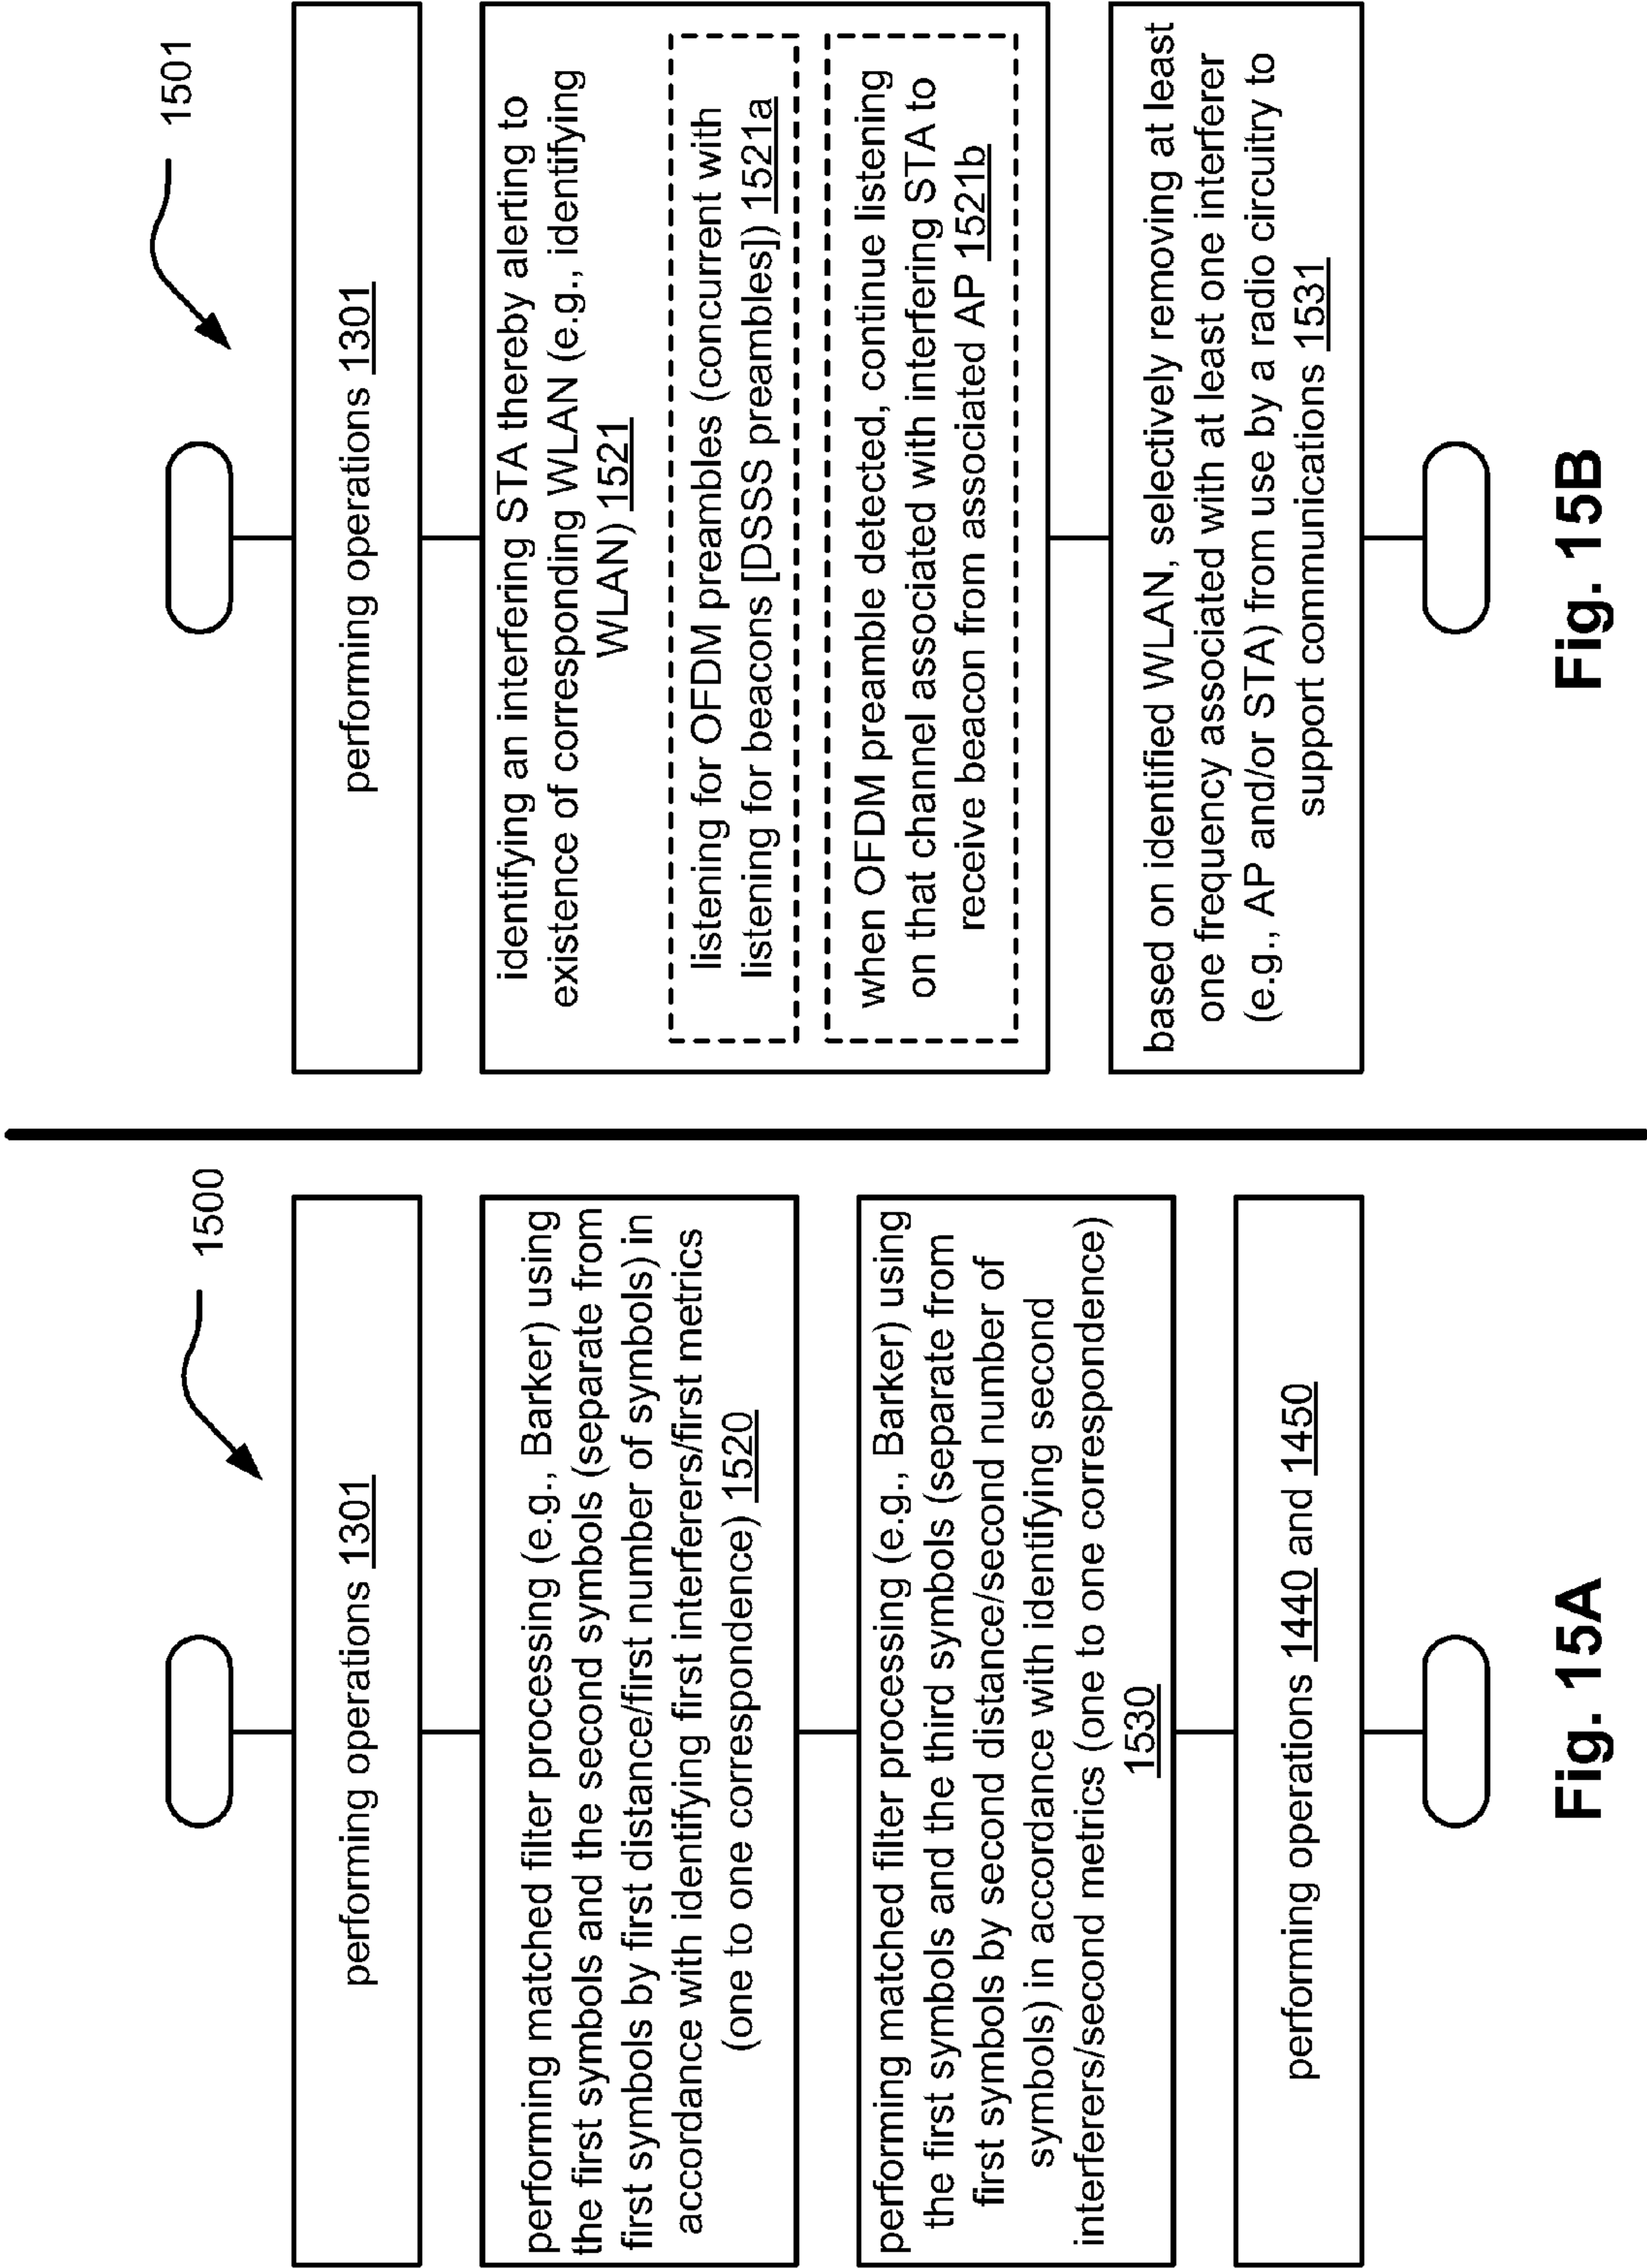 1500
performing operations 1301
performing matched filter processing (e.g., Barker) using
the first symbols and the second symbols (separate from
first symbols by first distance/first number of symbols) in
accordance with identifying first interferers/first metrics
(one to one correspondence) 1520
performing matched filter processing (e.g., Barker) using
the first symbols and the third symbols (separate from
first symbols by second distance/second number of
symbols) in accordance with identifying second
interferers/second metrics (one to one correspondence)
1530
performing operations 1440 and 1450
Fig. 15A
1501
performing operations 1301
identifying an interfering STA thereby alerting to
existence of corresponding WLAN (e.g., identifying
WLAN) 1521
listening for OFDM preambles (concurrent with
listening for beacons [DSSS preambles]) 1521a
when OFDM preamble detected, continue listening
on that channel associated with interfering STA to
receive beacon from associated AP 1521b
based on identified WLAN, selectively removing at least
one frequency associated with at least one interferer
(e.g., AP and/or STA) from use by a radio circuitry to
support communications 1531
Fig. 15B